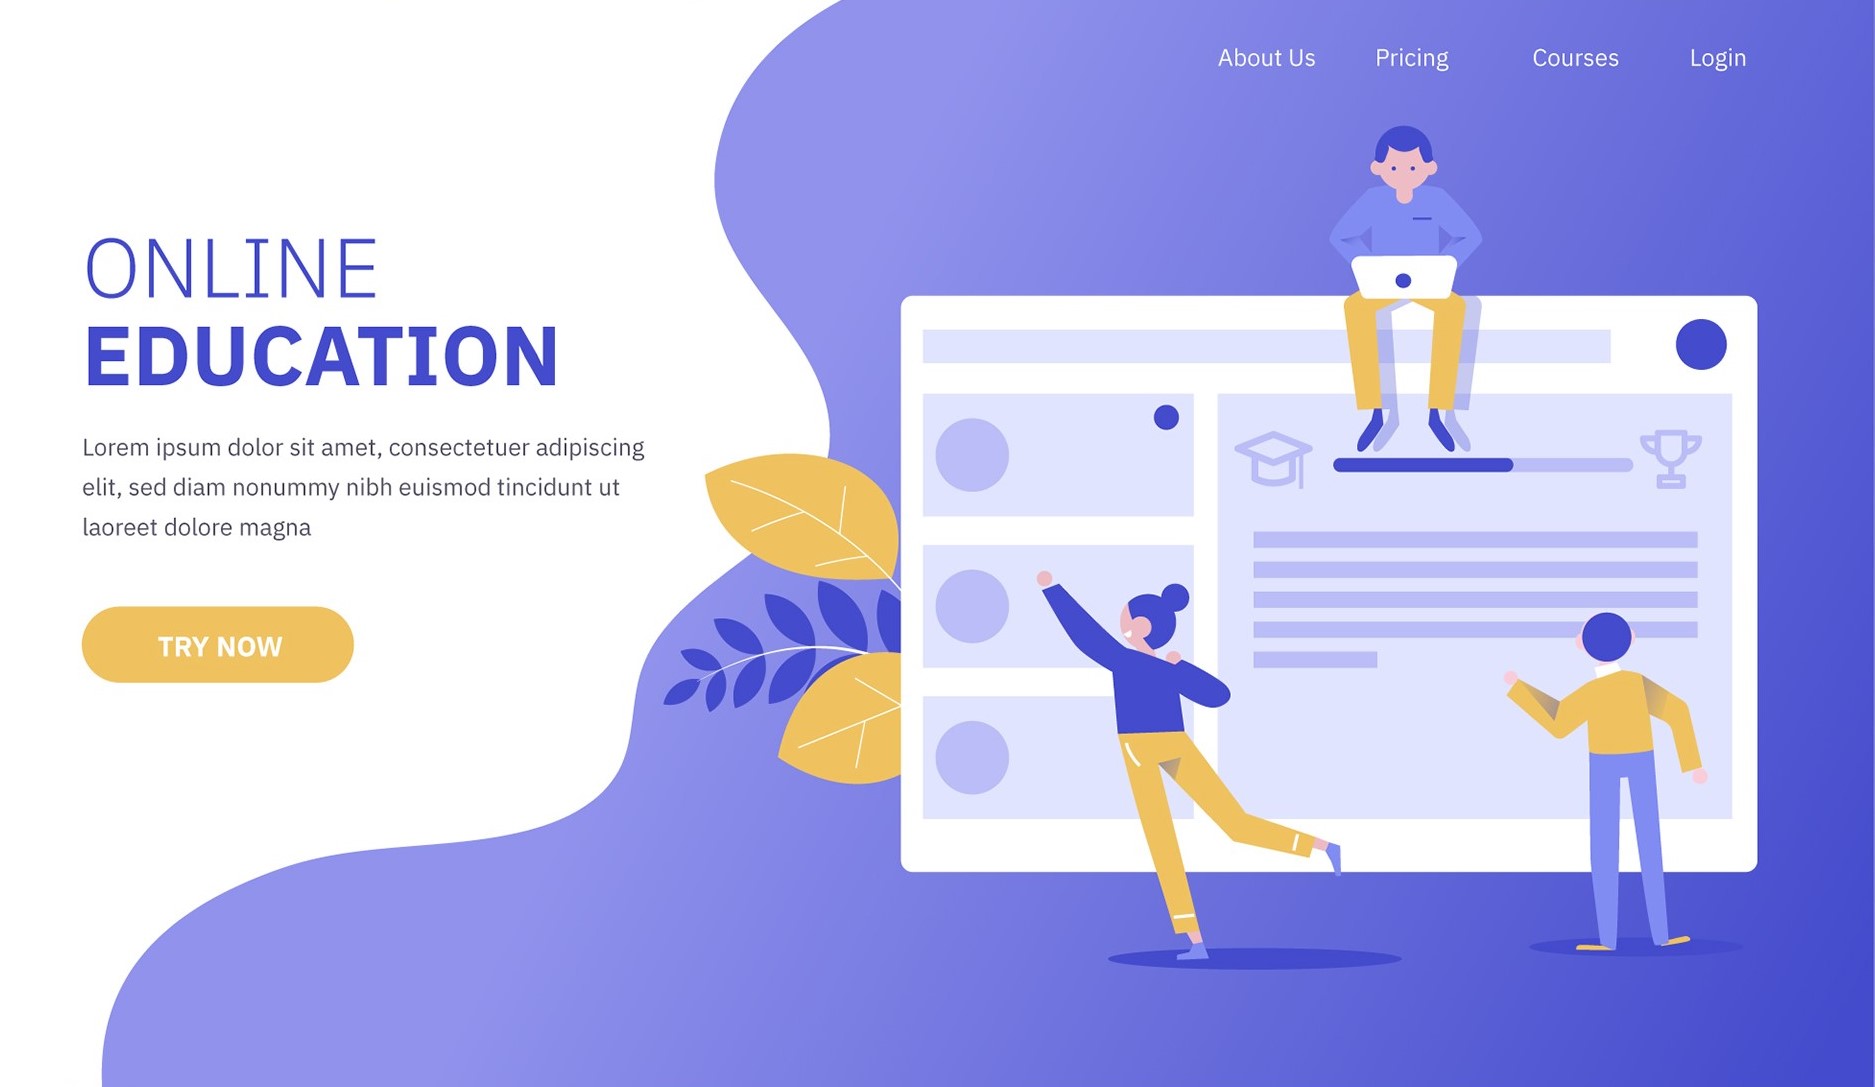 About Us Pricing Courses Login
ONLINE
EDUCATION
Lorem ipsum dolor sit amet, consectetuer adipiscing
elit, sed diam nonummy nibh euismod tincidunt ut
laoreet dolore magna
TRY NOW